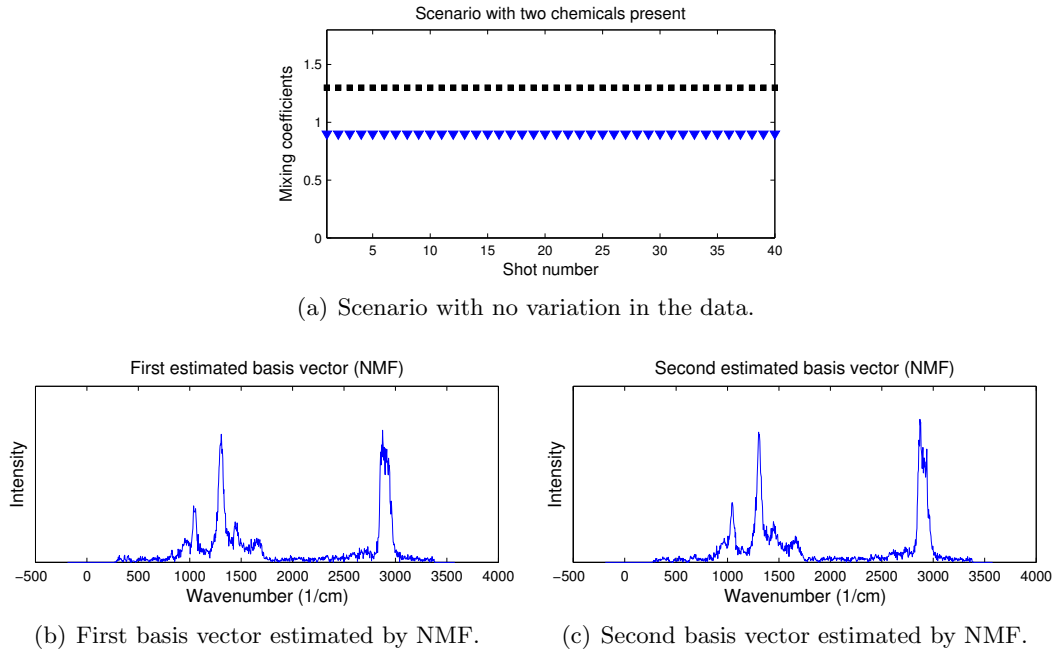 Scenario with two chemicals present
Mixing coefficients
1.5
1
0.5
0
5 10 15 20 25 30 35 40
Shot number
(a) Scenario with no variation in the data.
First estimated basis vector (NMF)
Intensity
−500 0 500 1000 1500 2000 2500 3000 3500 4000
Wavenumber (1/cm)
(b) First basis vector estimated by NMF.
Second estimated basis vector (NMF)
Intensity
−500 0 500 1000 1500 2000 2500 3000 3500 4000
Wavenumber (1/cm)
(c) Second basis vector estimated by NMF.